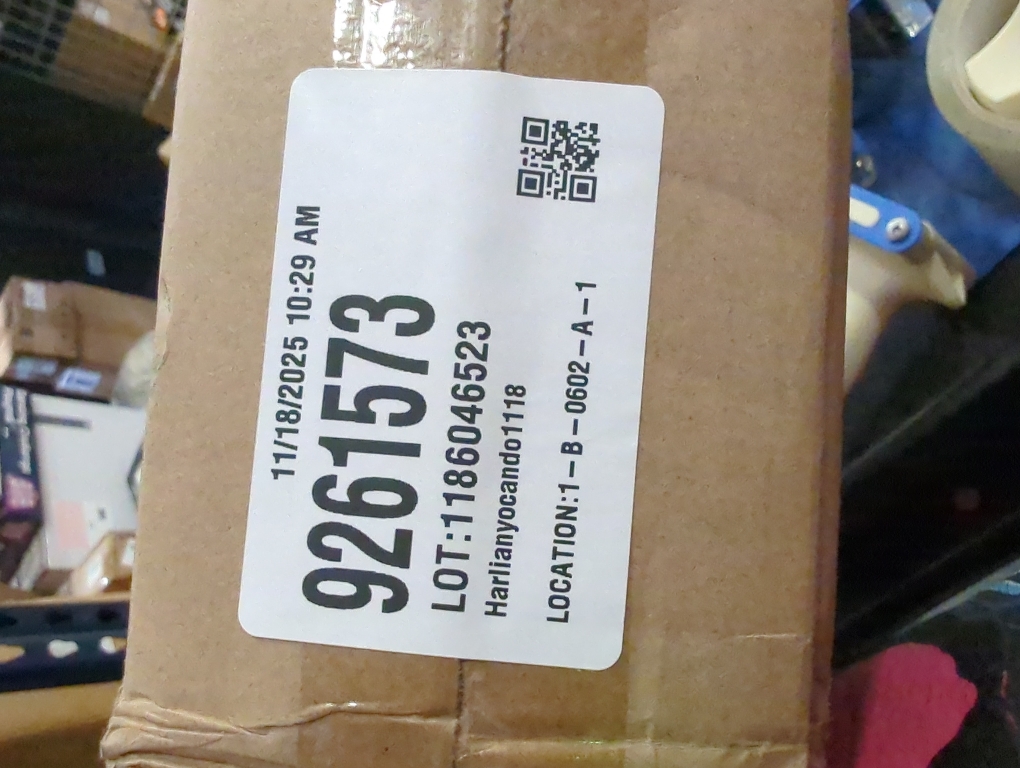 11/18/2025 10:29 AM
9261573
LOT:1186046523
Harlianyocando1118
LOCATION:1-B-0602-A-1